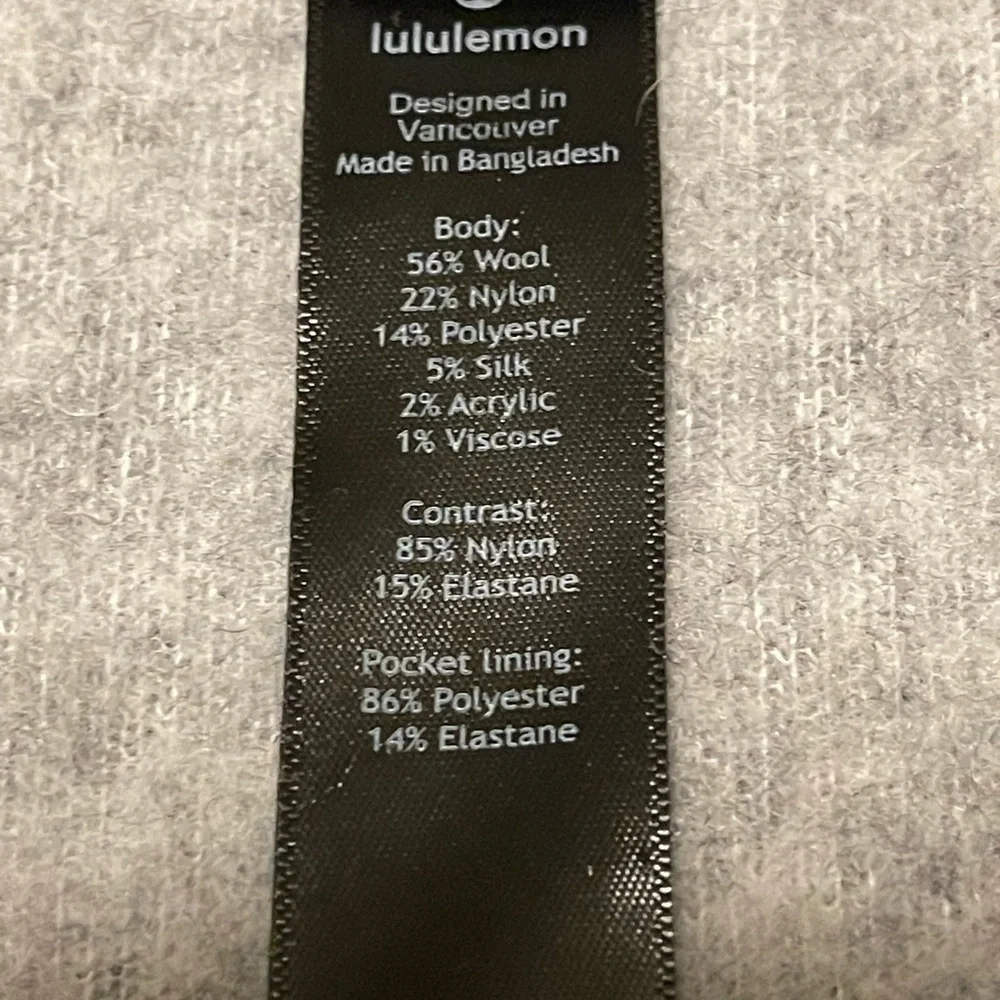 lululemon
Designed in
Vancouver
Made in Bangladesh
Body:
56% Wool
22% Nylon
14% Polyester
5% Silk
2% Acrylic
1% Viscose
Contrast:
85% Nylon
15% Elastane
Pocket lining:
86% Polyester
14% Elastane